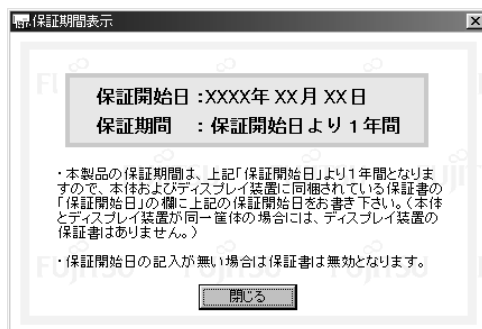 保証期間表示
保証開始日:XXXX年 XX月 XX日
保証期間　:保証開始日より1年間
・本製品の保証期間は、上記「保証開始日」より1年間となりま
すので、本体およびディスプレイ装置に同梱されている保証書の
「保証開始日」の欄に上記の保証開始日をお書き下さい。(本体
とディスプレイ装置が同一筐体の場合には、ディスプレイ装置の
保証書はありません。)
・保証開始日の記入が無い場合は保証書は無効となります。
FUJITSU
閉じる